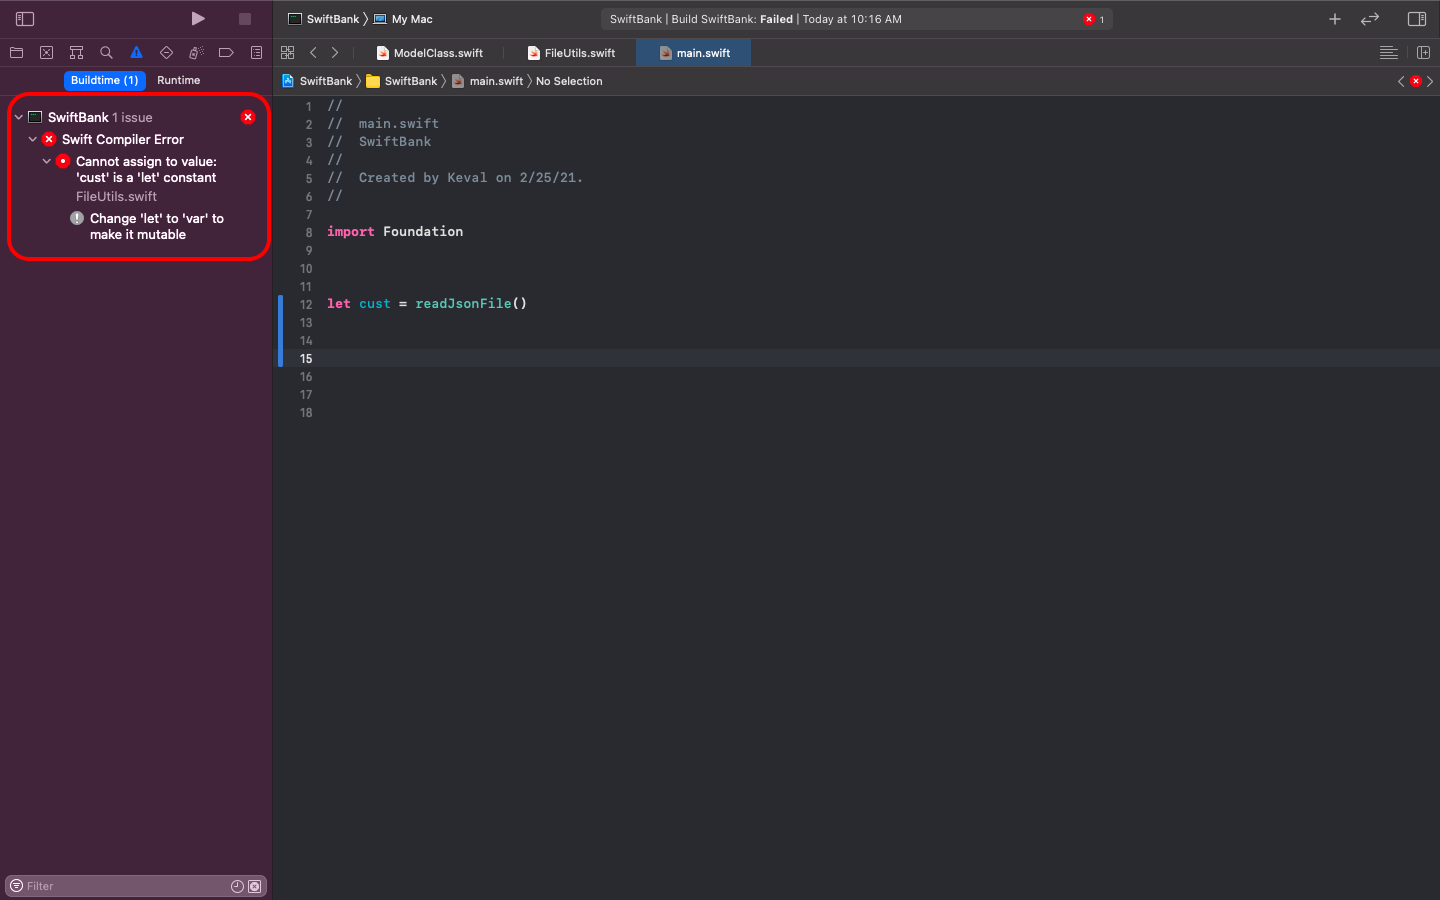 SwiftBank 〉 My Mac
SwiftBank | Build SwiftBank: Failed | Today at 10:16 AM
1
ModelClass.swift
FileUtils.swift
main.swift
Buildtime (1)
Runtime
SwiftBank 〉 SwiftBank 〉 main.swift 〉 No Selection
SwiftBank 1 issue
Swift Compiler Error
Cannot assign to value:
'cust' is a 'let' constant
FileUtils.swift
Change 'let' to 'var' to
make it mutable
1 //
2 //  main.swift
3 //  SwiftBank
4 //
5 //  Created by Keval on 2/25/21.
6 //
7
8 import Foundation
9
10
11
12 let cust = readJsonFile()
13
14
15
16
17
18
Filter